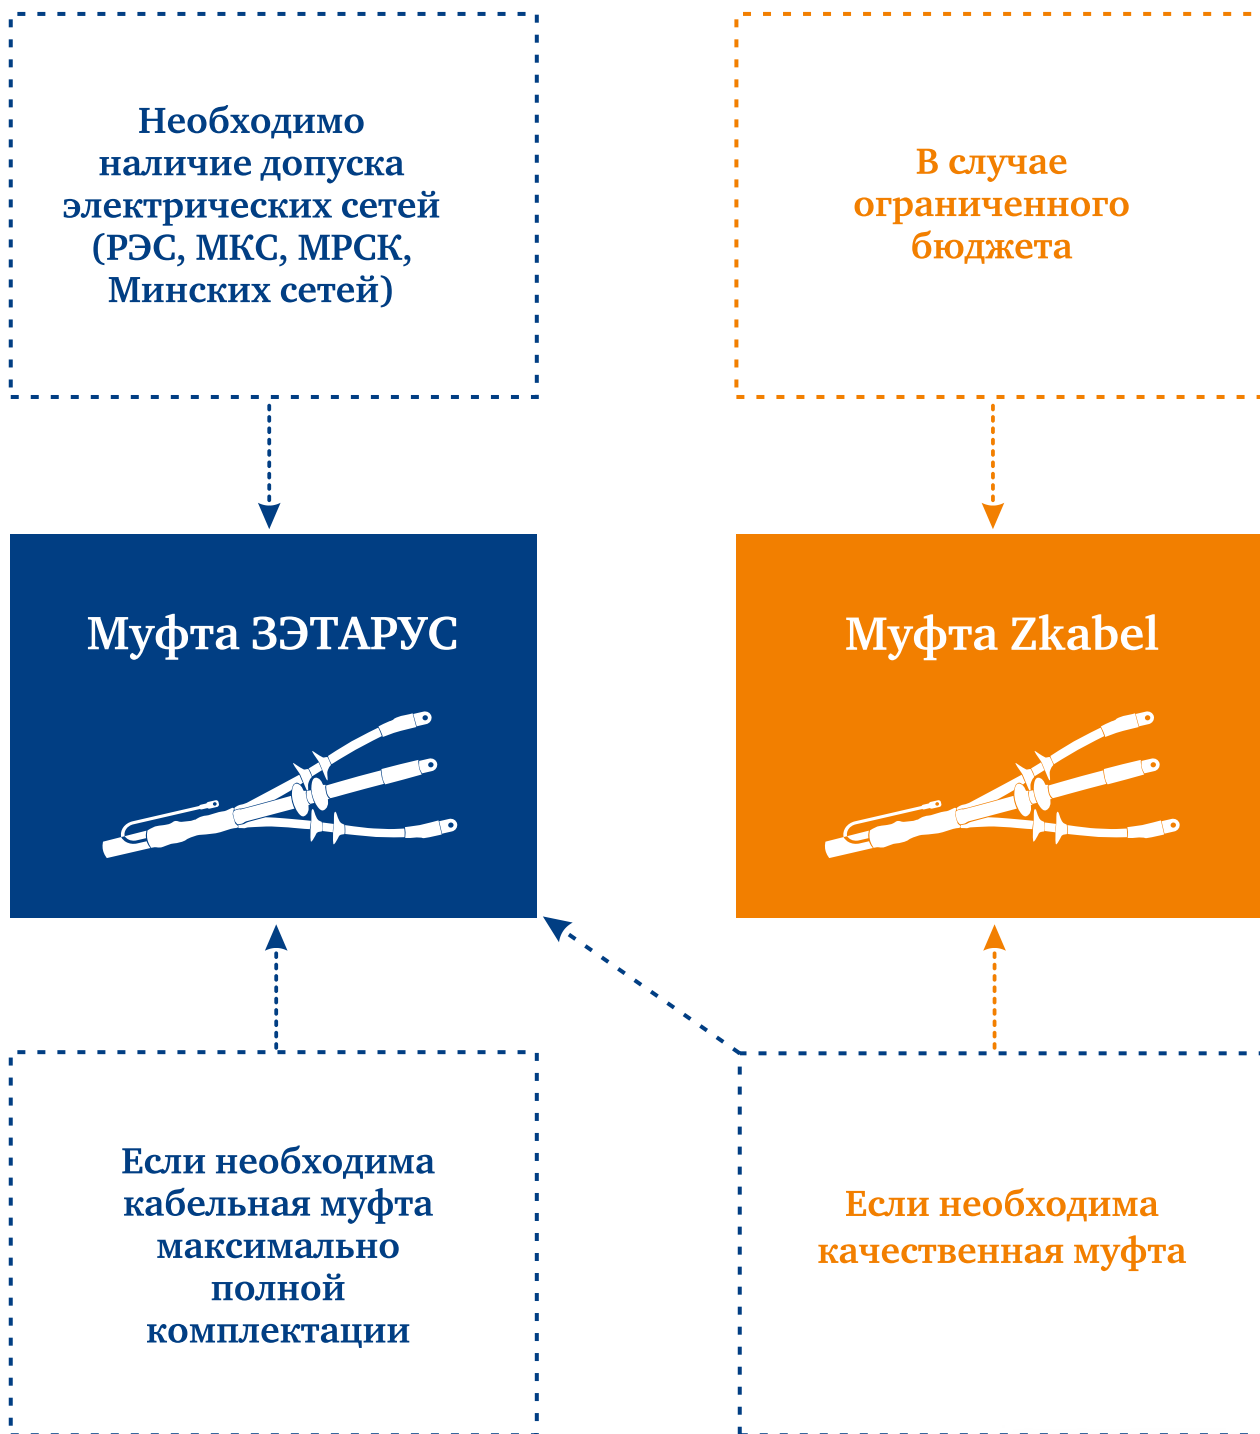 Необходимо
наличие допуска
электрических сетей
(РЭС, МКС, МРСК,
Минских сетей)
В случае
ограниченного
бюджета
Муфта ЗЭТАРУС
Муфта Zkabel
Если необходима
кабельная муфта
максимально
полной
комплектации
Если необходима
качественная муфта